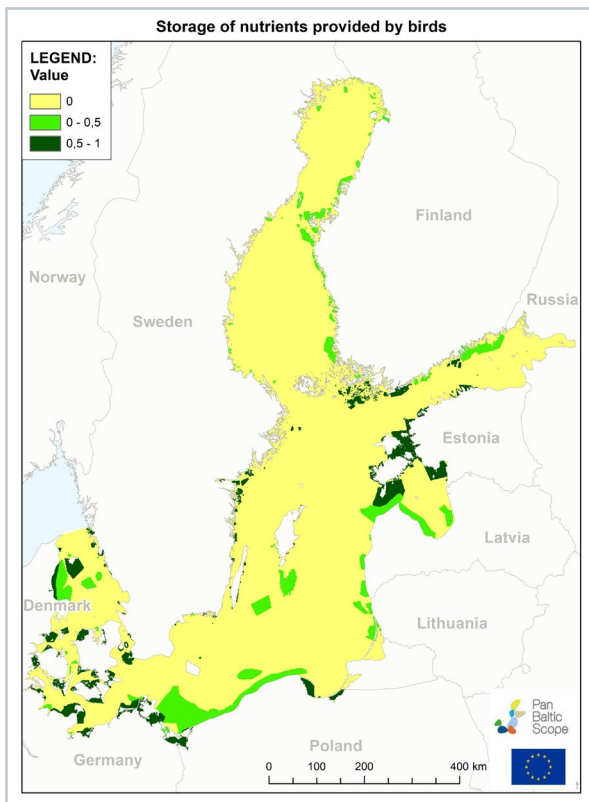 Storage of nutrients provided by birds
LEGEND:
Value
0
0 - 0,5
0,5 - 1
Finland
Norway
Russia
Sweden
Estonia
Latvia
Denmark
Lithuania
Pan
Baltic
Scope
Poland
Germany
0 100 200 400 km